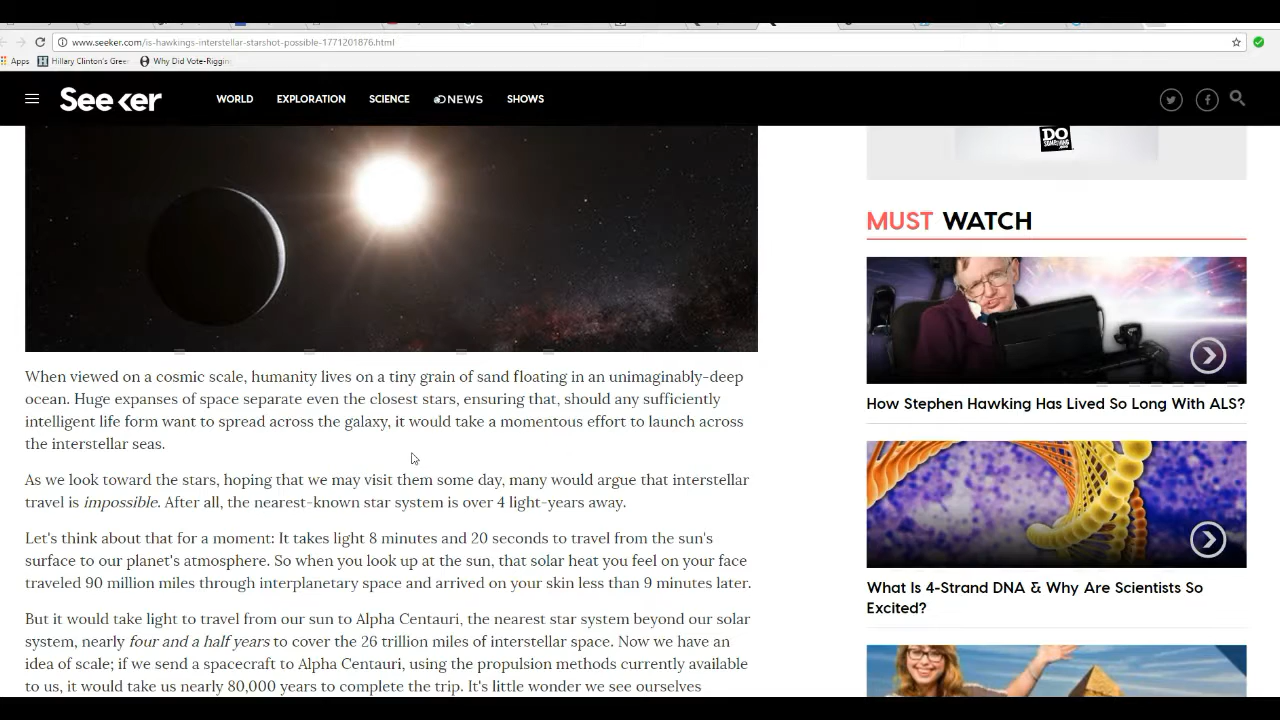 www.seeker.com/is-hawkings-interstellar-starshot-possible-1771201876.html
Apps Hillary Clinton's Gree Why Did Vote-Riggin
Seeker WORLD EXPLORATION SCIENCE NEWS SHOWS
DO SOMETHING
MUST WATCH
How Stephen Hawking Has Lived So Long With ALS?
What Is 4-Strand DNA & Why Are Scientists So
Excited?
When viewed on a cosmic scale, humanity lives on a tiny grain of sand floating in an unimaginably-deep
ocean. Huge expanses of space separate even the closest stars, ensuring that, should any sufficiently
intelligent life form want to spread across the galaxy, it would take a momentous effort to launch across
the interstellar seas.
As we look toward the stars, hoping that we may visit them some day, many would argue that interstellar
travel is impossible. After all, the nearest-known star system is over 4 light-years away.
Let's think about that for a moment: It takes light 8 minutes and 20 seconds to travel from the sun's
surface to our planet's atmosphere. So when you look up at the sun, that solar heat you feel on your face
traveled 90 million miles through interplanetary space and arrived on your skin less than 9 minutes later.
But it would take light to travel from our sun to Alpha Centauri, the nearest star system beyond our solar
system, nearly four and a half years to cover the 26 trillion miles of interstellar space. Now we have an
idea of scale; if we send a spacecraft to Alpha Centauri, using the propulsion methods currently available
to us, it would take us nearly 80,000 years to complete the trip. It's little wonder we see ourselves